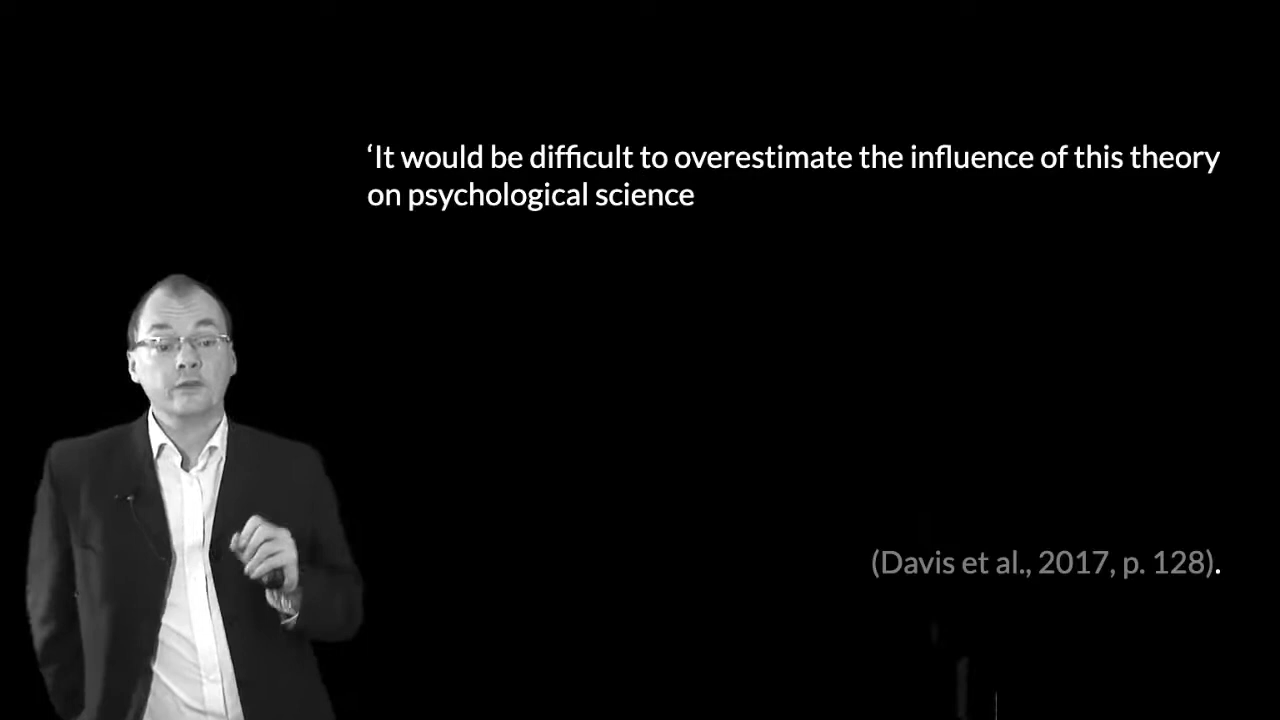 ‘It would be difficult to overestimate the influence of this theory
on psychological science
(Davis et al., 2017, p. 128).